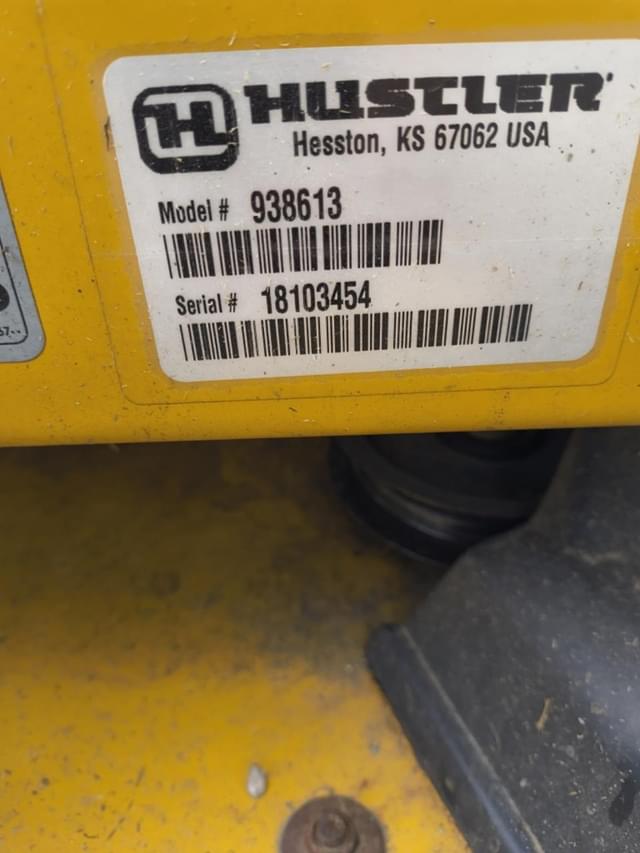 H HUSTLER
Hesston, KS 67062 USA
Model # 938613
Serial # 18103454